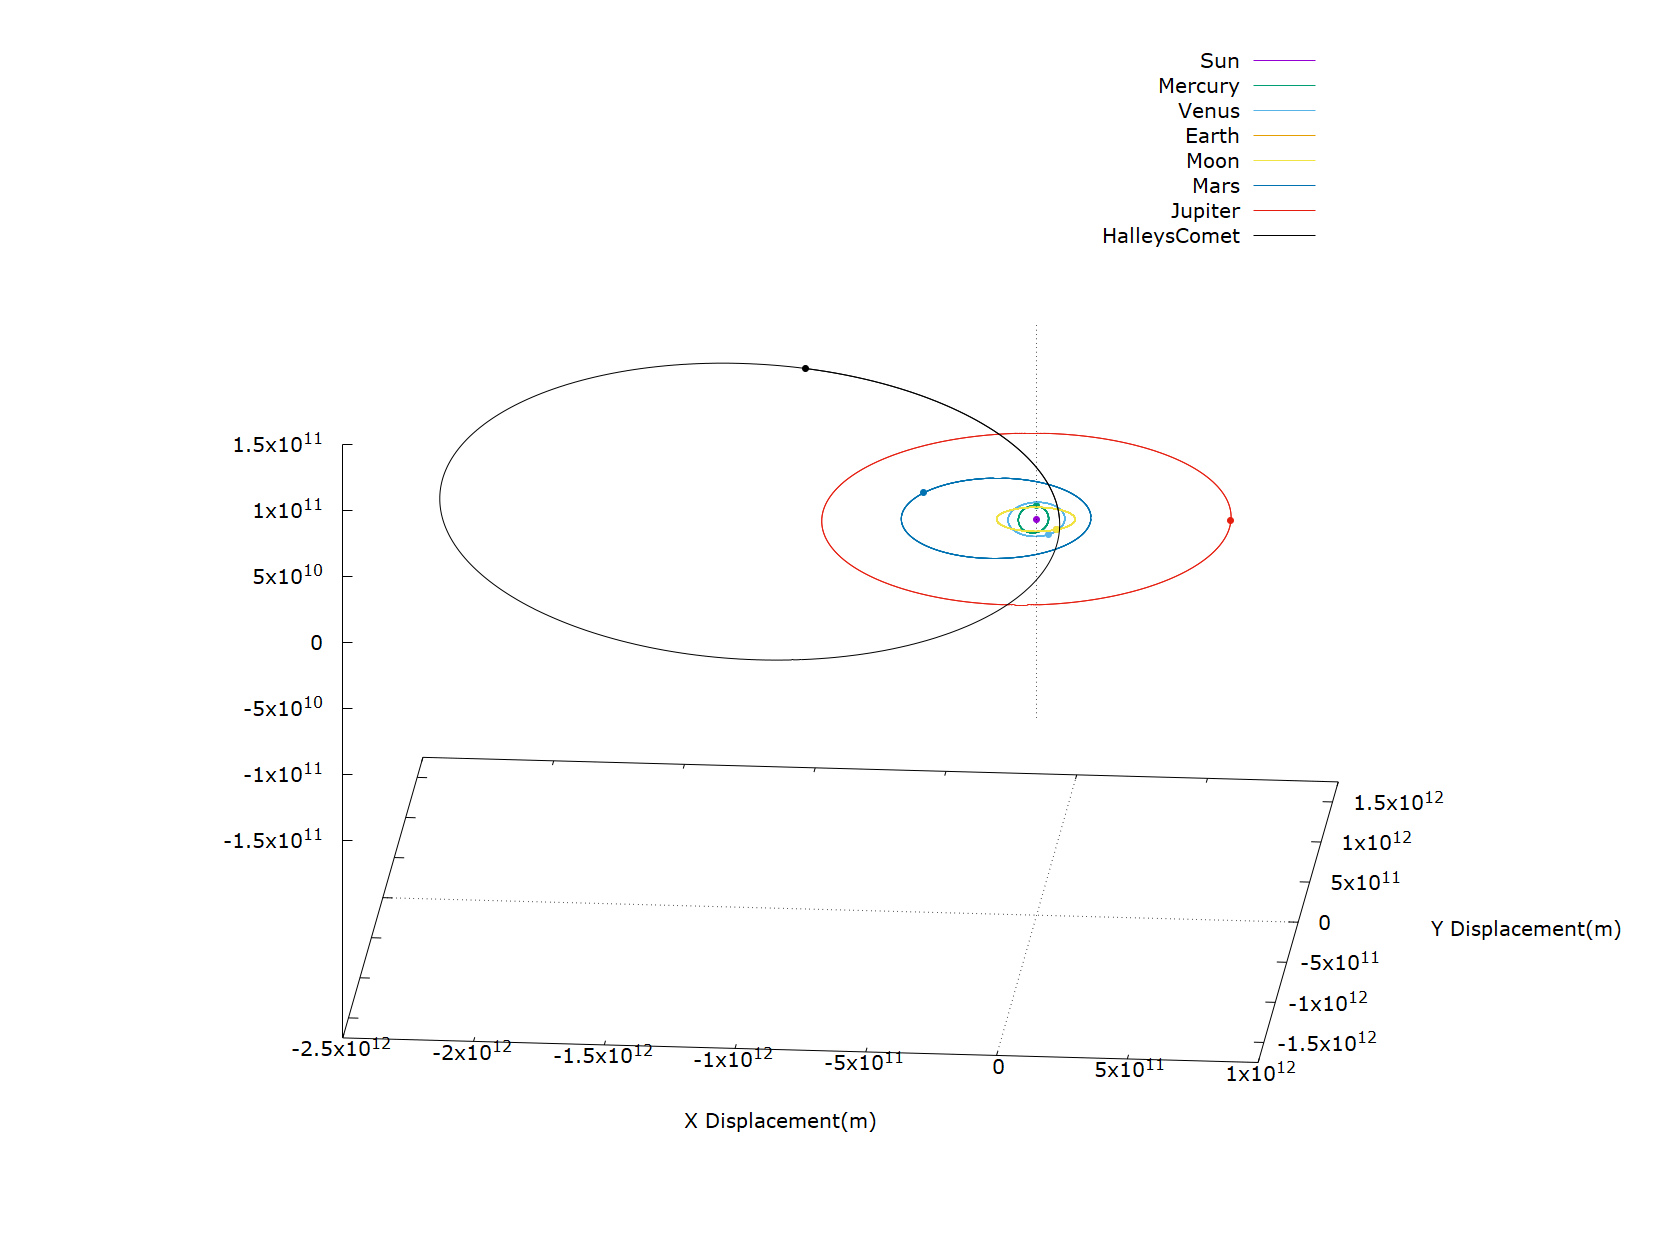 Sun
Mercury
Venus
Earth
Moon
Mars
Jupiter
HalleysComet
1.5x10^11
1x10^11
5x10^10
0
-5x10^10
-1x10^11
-1.5x10^11
1.5x10^12
1x10^12
5x10^11
0
-5x10^11
-1x10^12
-1.5x10^12
Y Displacement(m)
-2.5x10^12
-2x10^12
-1.5x10^12
-1x10^12
-5x10^11
0
5x10^11
1x10^12
X Displacement(m)